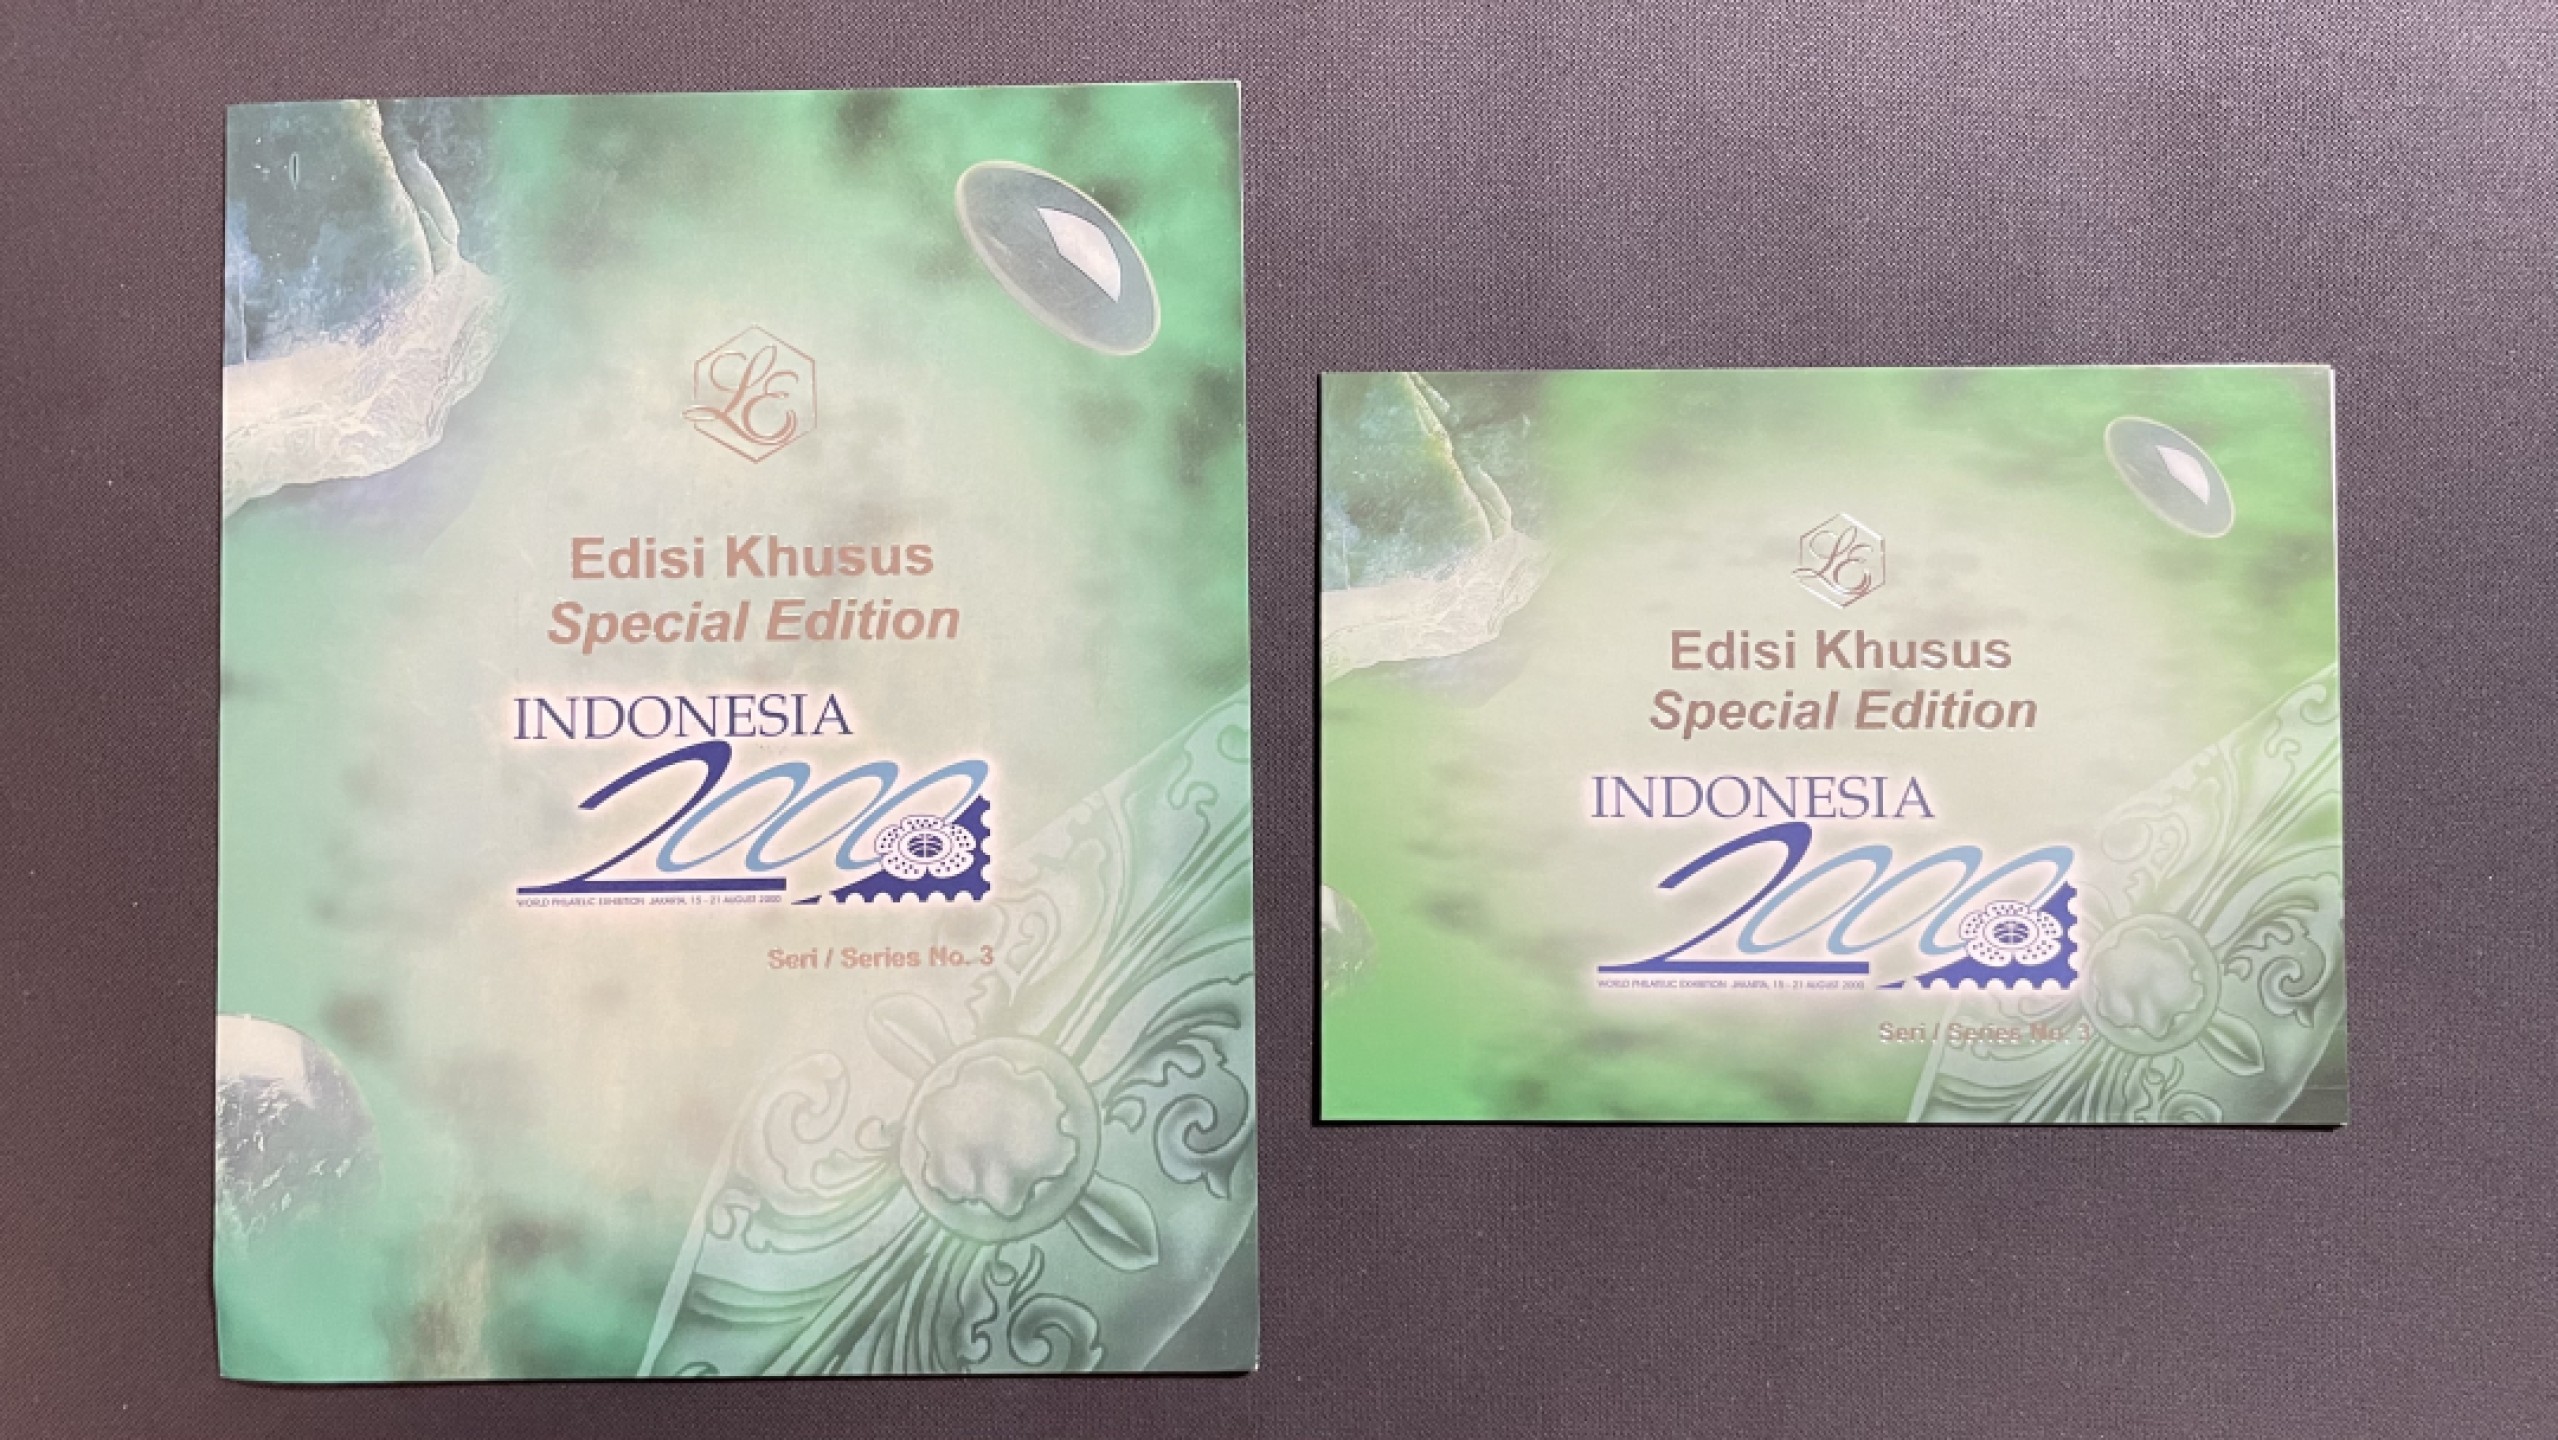 LE
Edisi Khusus
Special Edition
INDONESIA
2000
WORLD PHILATELIC EXHIBITION JAKARTA, 15 - 21 AUGUST 2000
Seri / Series No. 3
LE
Edisi Khusus
Special Edition
INDONESIA
2000
WORLD PHILATELIC EXHIBITION JAKARTA, 15 - 21 AUGUST 2000
Seri / Series No. 3